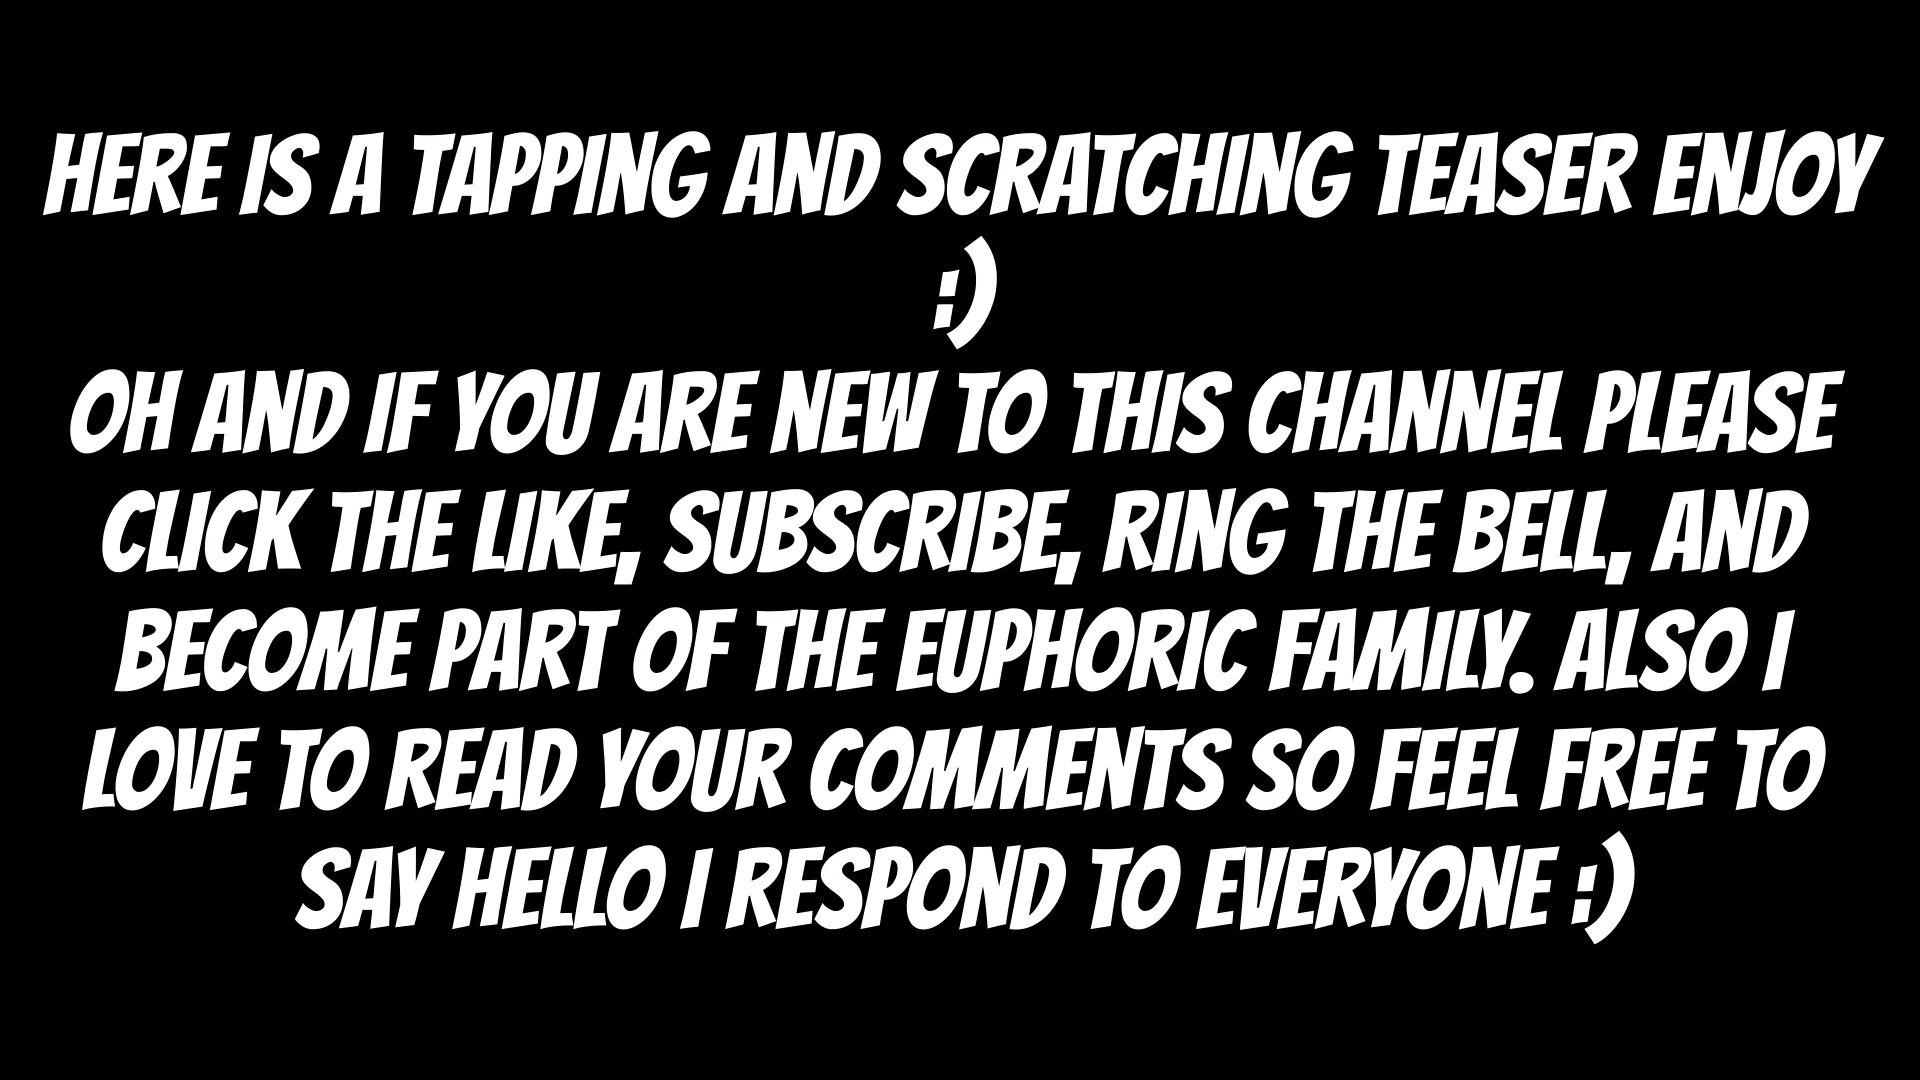 HERE IS A TAPPING AND SCRATCHING TEASER ENJOY
:)
OH AND IF YOU ARE NEW TO THIS CHANNEL PLEASE
CLICK THE LIKE, SUBSCRIBE, RING THE BELL, AND
BECOME PART OF THE EUPHORIC FAMILY. ALSO I
LOVE TO READ YOUR COMMENTS SO FEEL FREE TO
SAY HELLO I RESPOND TO EVERYONE :)